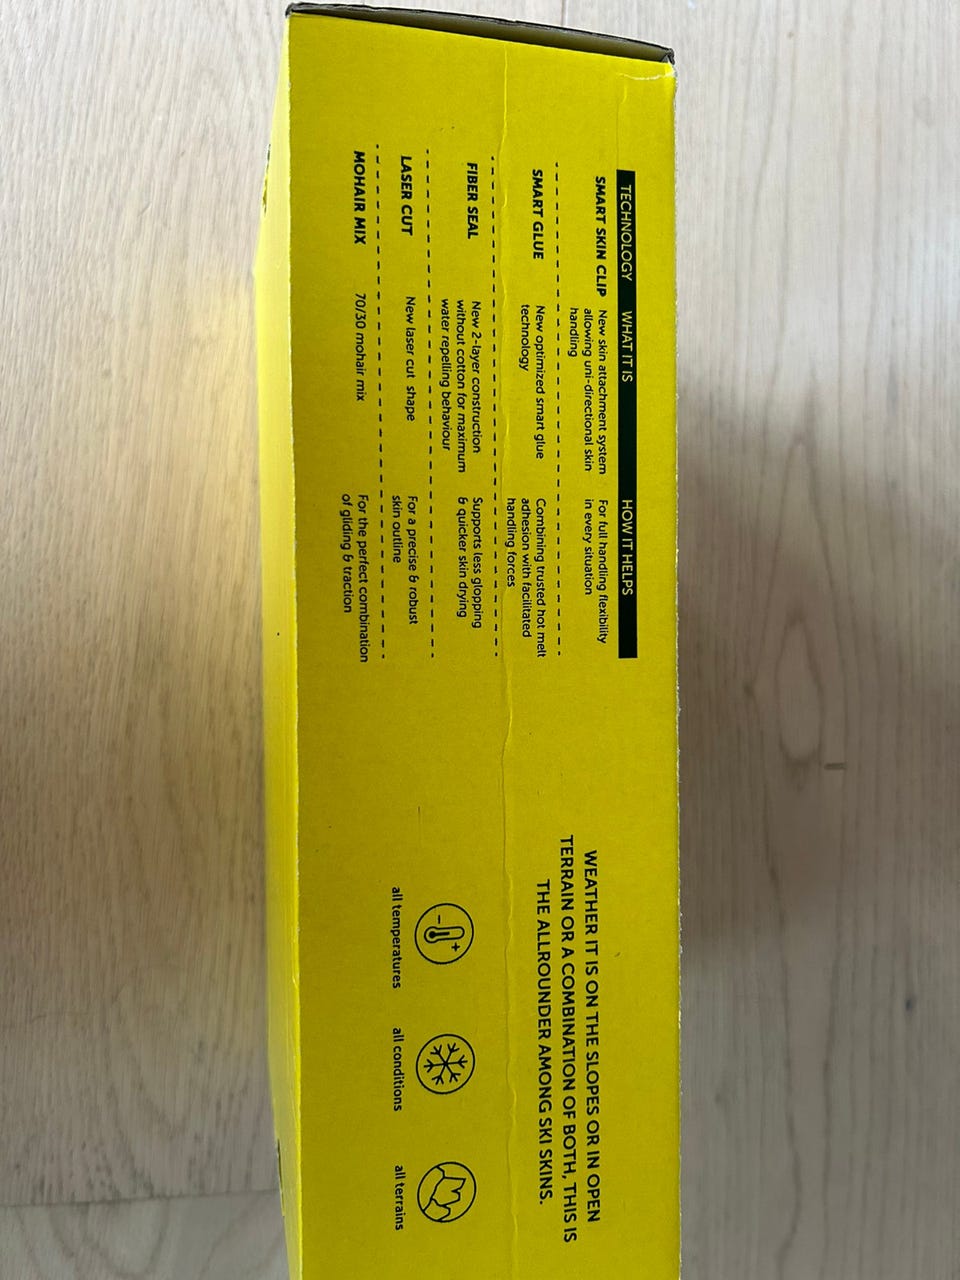 TECHNOLOGY WHAT IT IS HOW IT HELPS
SMART SKIN CLIP New skin attachment system For full handling flexibility
allowing uni-directional skin in every situation
handling
SMART GLUE New optimized smart glue Combining trusted hot melt
technology adhesion with facilitated
handling forces
FIBER SEAL New 2-layer construction Supports less glopping
without cotton for maximum & quicker skin drying
water repelling behaviour
LASER CUT New laser cut shape For a precise & robust
skin outline
MOHAIR MIX 70/30 mohair mix For the perfect combination
of gliding & traction
WEATHER IT IS ON THE SLOPES OR IN OPEN
TERRAIN OR A COMBINATION OF BOTH, THIS IS
THE ALLROUNDER AMONG SKI SKINS.
all temperatures all conditions all terrains